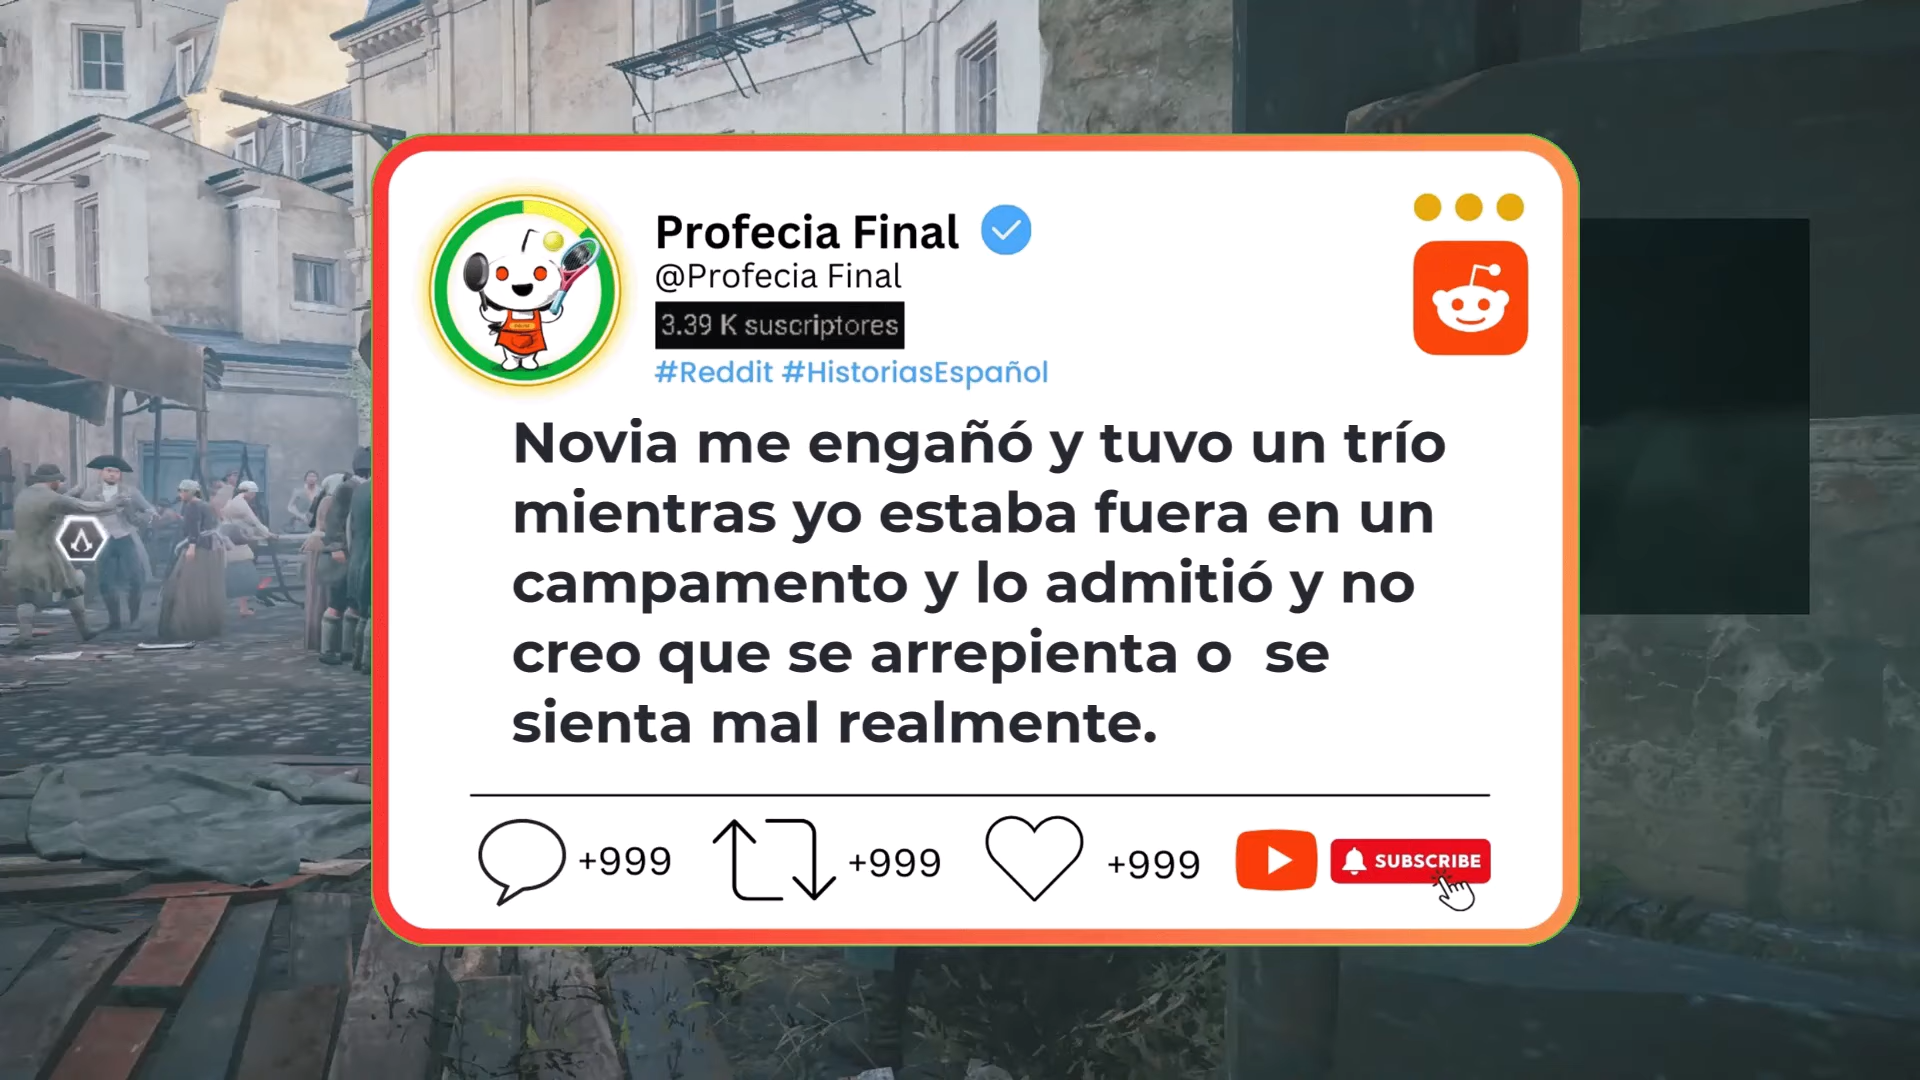 Profecia Final
@Profecia Final
3.39 K suscriptores
#Reddit #HistoriasEspañol
Novia me engañó y tuvo un trío
mientras yo estaba fuera en un
campamento y lo admitió y no
creo que se arrepienta o  se
sienta mal realmente.
+999 +999 +999 SUBSCRIBE